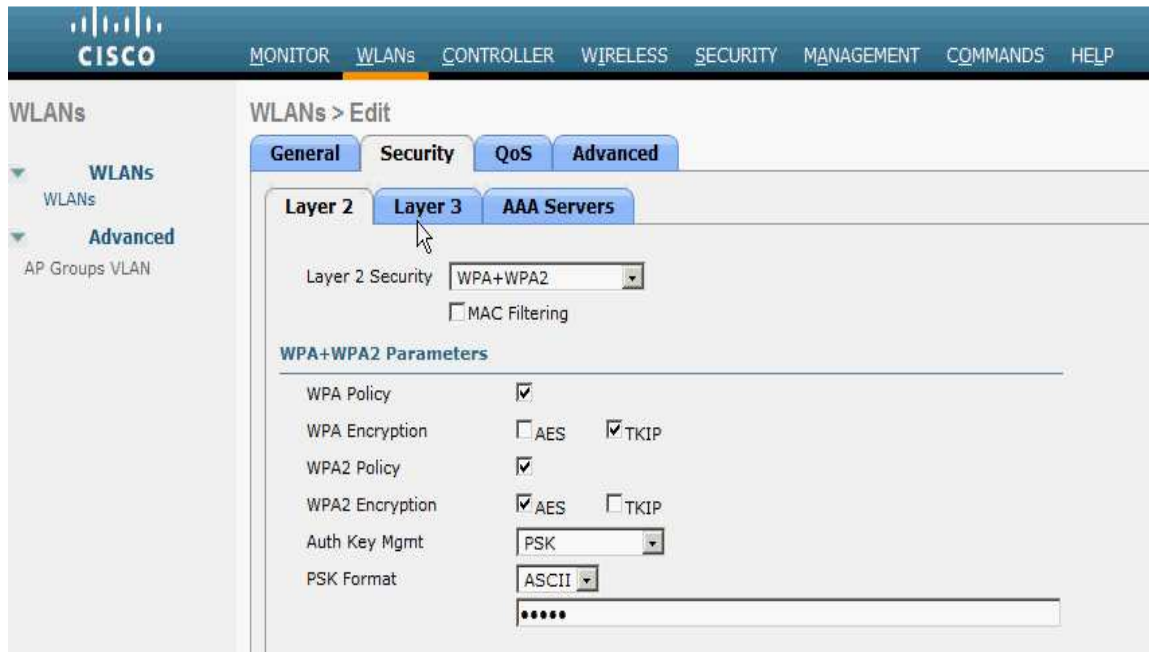 CISCO
MONITOR WLANs CONTROLLER WIRELESS SECURITY MANAGEMENT COMMANDS HELP
WLANs
WLANs
WLANs
Advanced
AP Groups VLAN
WLANs > Edit
General Security QoS Advanced
Layer 2 Layer 3 AAA Servers
Layer 2 Security WPA+WPA2
MAC Filtering
WPA+WPA2 Parameters
WPA Policy
WPA Encryption AES TKIP
WPA2 Policy
WPA2 Encryption AES TKIP
Auth Key Mgmt PSK
PSK Format ASCII
•••••